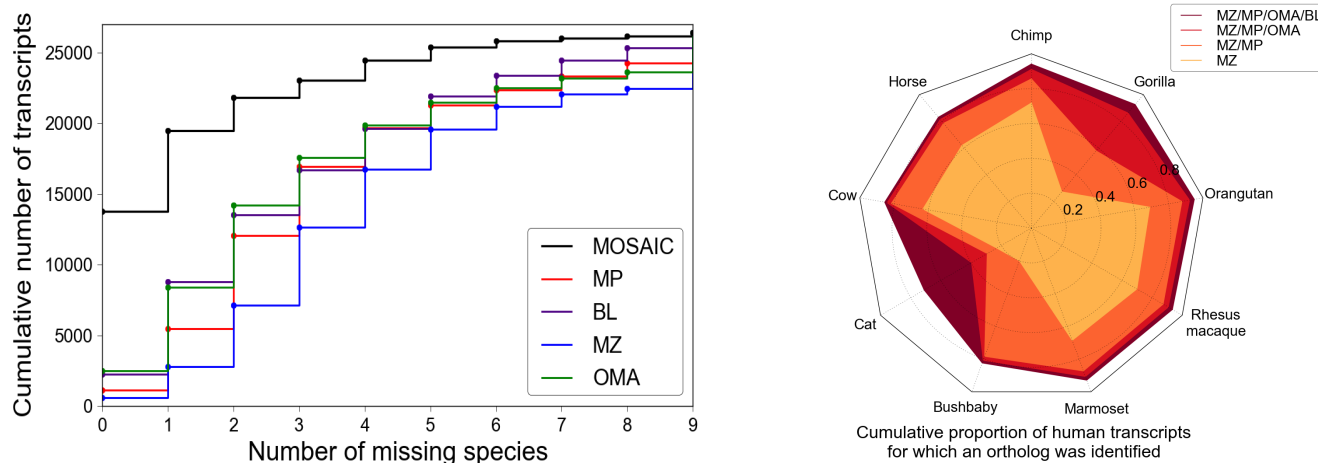 Cumulative number of transcripts
25000
20000
15000
10000
5000
0
0 1 2 3 4 5 6 7 8 9
Number of missing species
MOSAIC
MP
BL
MZ
OMA
MZ/MP/OMA/BL
MZ/MP/OMA
MZ/MP
MZ
Chimp
Gorilla
Orangutan
Rhesus
macaque
Marmoset
Bushbaby
Cat
Cow
Horse
0.2
0.4
0.6
0.8
Cumulative proportion of human transcripts
for which an ortholog was identified